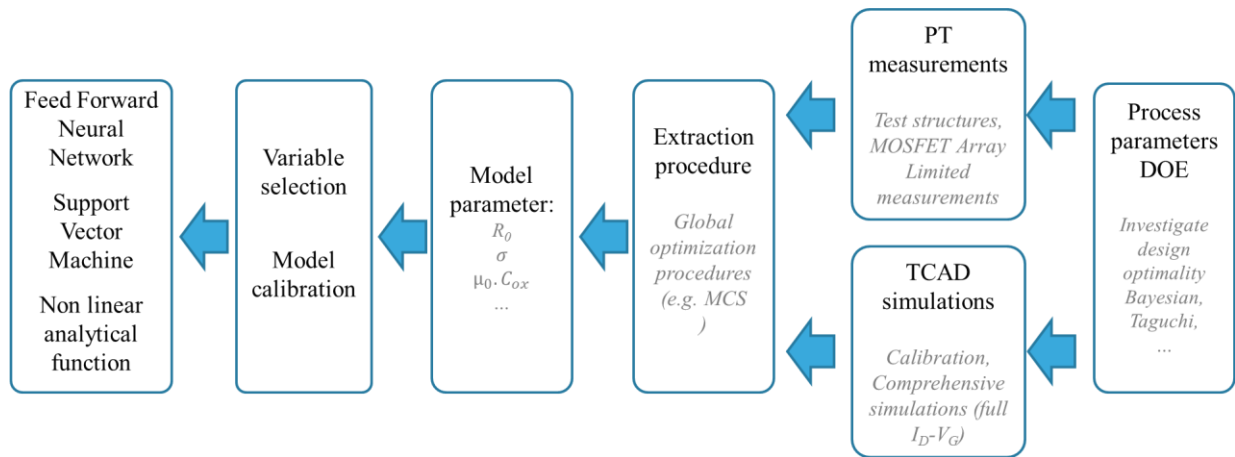 Feed Forward
Neural
Network
Support
Vector
Machine
Non linear
analytical
function
Variable
selection
Model
calibration
Model
parameter:
R₀
σ
μ₀. Cₒₓ
...
Extraction
procedure
Global
optimization
procedures
(e.g. MCS
)
PT
measurements
Test structures,
MOSFET Array
Limited
measurements
TCAD
simulations
Calibration,
Comprehensive
simulations (full
I_D-V_G)
Process
parameters
DOE
Investigate
design
optimality
Bayesian,
Taguchi,
...